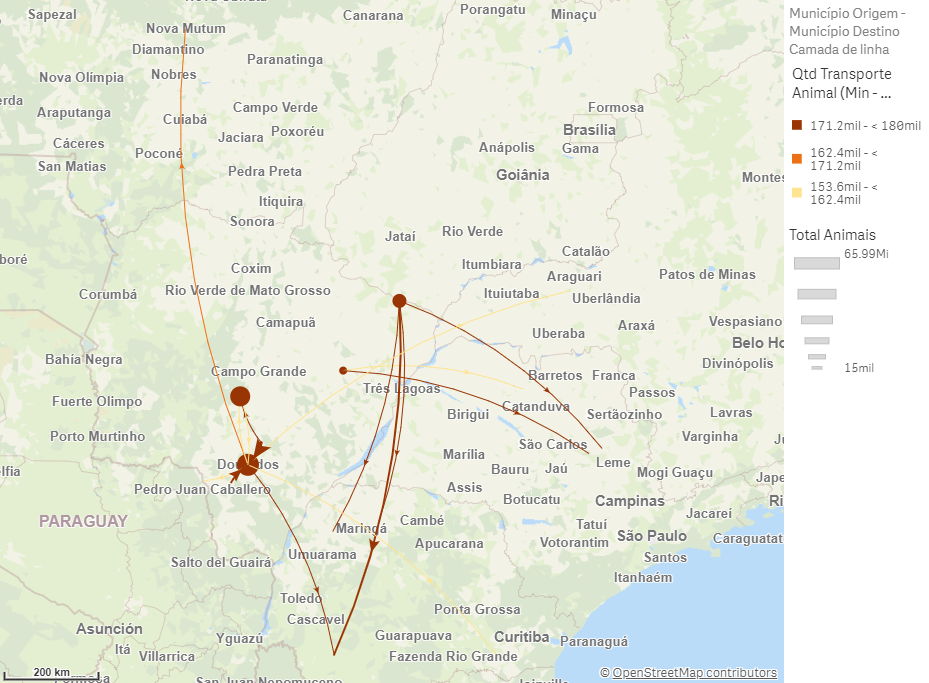 Sapezal
Canarana
Porangatu
Minaçu
Nova Mutum
Diamantino
Paranatinga
Nova Olímpia
Nobres
Araputanga
Campo Verde
Formosa
Cuiabá
Jaciara
Poxoréu
Brasília
Cáceres
Anápolis
Gama
San Matias
Poconé
Pedra Preta
Goiânia
Itiquira
Sonora
Jataí
Rio Verde
Catalão
Coxim
Itumbiara
Araguari
Patos de Minas
Corumbá
Rio Verde de Mato Grosso
Ituiutaba
Uberlândia
Camapuã
Uberaba
Araxá
Vespasiano
Bahía Negra
Campo Grande
Divinópolis
Três Lagoas
Barretos
Franca
Passos
Fuerte Olimpo
Catanduva
Birigui
Sertãozinho
Lavras
Porto Murtinho
São Carlos
Varginha
Marília
Bauru
Jaú
Leme
Mogi Guaçu
Pedro Juan Caballero
Assis
Botucatu
Campinas
PARAGUAY
Maringá
Cambé
Tatuí
Jacareí
Apucarana
Votorantim
São Paulo
Caraguatat
Salto del Guairá
Umuarama
Santos
Itanhaém
Toledo
Ponta Grossa
Cascavel
Asunción
Yguazú
Guarapuava
Curitiba
Paranaguá
Itá
Villarrica
Fazenda Rio Grande
200 km
© OpenStreetMap contributors
Município Origem -
Município Destino
Camada de linha
Qtd Transporte
Animal (Min - ...
171.2mil - < 180mil
162.4mil - <
171.2mil
153.6mil - <
162.4mil
Total Animais
65.99Mi
15mil